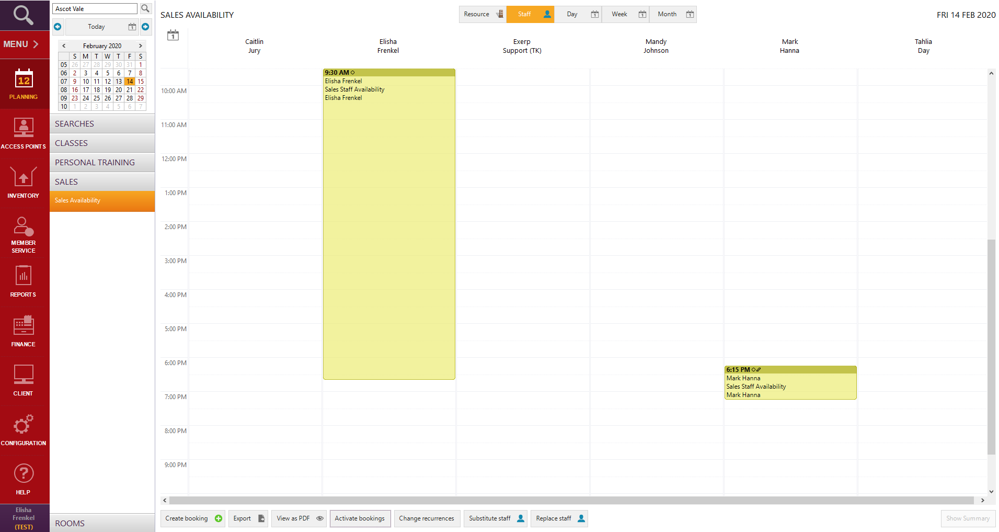 MENU
12
PLANNING
ACCESS POINTS
INVENTORY
MEMBER
SERVICE
REPORTS
FINANCE
CLIENT
CONFIGURATION
?
HELP
Elisha
Frenkel
(TEST)
Ascot Vale
Today 1
February 2020
S M T W T F S
05 26 27 28 29 30 31 1
06 2 3 4 5 6 7 8
07 9 10 11 12 13 14 15
08 16 17 18 19 20 21 22
09 23 24 25 26 27 28 29
10 1 2 3 4 5 6 7
SEARCHES
CLASSES
PERSONAL TRAINING
SALES
Sales Availability
ROOMS
SALES AVAILABILITY
Resource
Staff
Day 1
Week 1
Month 1
FRI 14 FEB 2020
1
Caitlin
Jury
Elisha
Frenkel
Exerp
Support (TK)
Mandy
Johnson
Mark
Hanna
Tahlia
Day
10:00 AM
11:00 AM
12:00 PM
1:00 PM
2:00 PM
3:00 PM
4:00 PM
5:00 PM
6:00 PM
7:00 PM
8:00 PM
9:00 PM
9:30 AM
Elisha Frenkel
Sales Staff Availability
Elisha Frenkel
6:15 PM
Mark Hanna
Sales Staff Availability
Mark Hanna
Create booking
Export
View as PDF
Activate bookings
Change recurrences
Substitute staff
Replace staff
Show Summary